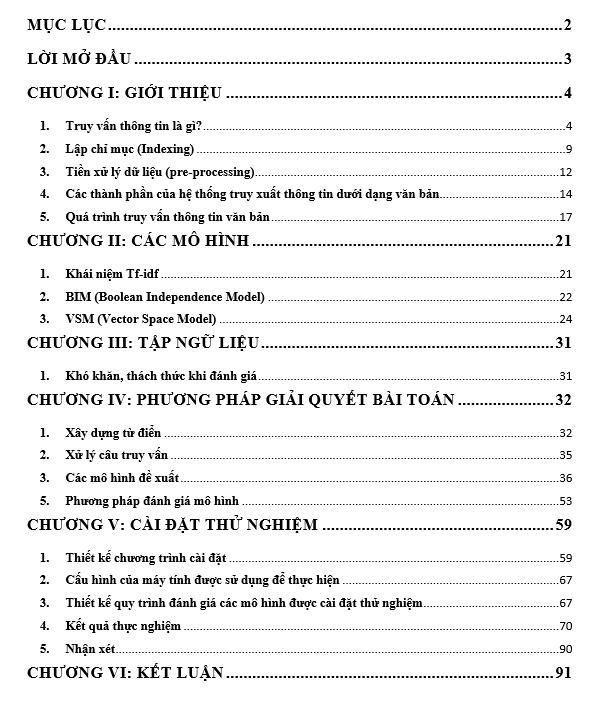 MỤC LỤC 2
LỜI MỞ ĐẦU 3
CHƯƠNG I: GIỚI THIỆU 4
1. Truy vấn thông tin là gì? 4
2. Lập chỉ mục (Indexing) 9
3. Tiền xử lý dữ liệu (pre-processing) 12
4. Các thành phần của hệ thống truy xuất thông tin dưới dạng văn bản 14
5. Quá trình truy vấn thông tin văn bản 17
CHƯƠNG II: CÁC MÔ HÌNH 21
1. Khái niệm Tf-idf 21
2. BIM (Boolean Independence Model) 22
3. VSM (Vector Space Model) 24
CHƯƠNG III: TẬP NGỮ LIỆU 31
1. Khó khăn, thách thức khi đánh giá 31
CHƯƠNG IV: PHƯƠNG PHÁP GIẢI QUYẾT BÀI TOÁN 32
1. Xây dựng từ điển 32
2. Xử lý câu truy vấn 35
3. Các mô hình đề xuất 36
5. Phương pháp đánh giá mô hình 53
CHƯƠNG V: CÀI ĐẶT THỬ NGHIỆM 59
1. Thiết kế chương trình cài đặt 59
2. Cấu hình của máy tính được sử dụng để thực hiện 67
3. Thiết kế quy trình đánh giá các mô hình được cài đặt thử nghiệm 67
4. Kết quả thực nghiệm 70
5. Nhận xét 90
CHƯƠNG VI: KẾT LUẬN 91